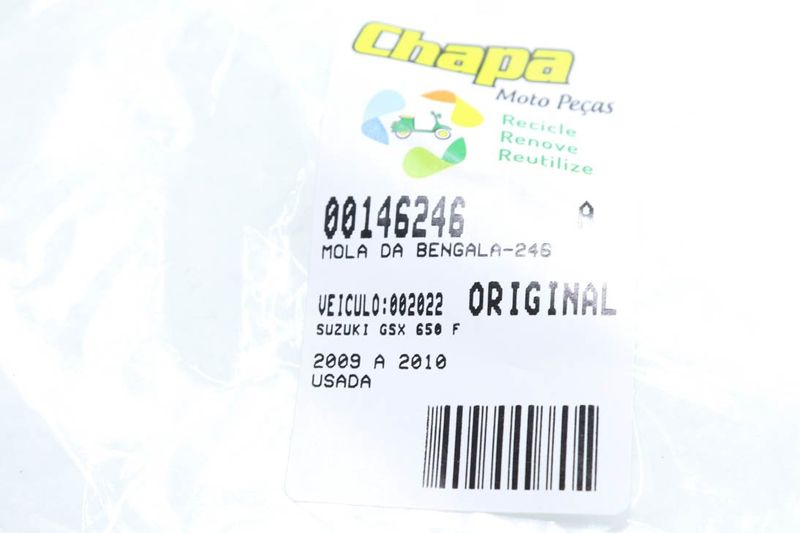 Chapa
Moto Peças
Recicle
Renove
Reutilize
00146246 A
MOLA DA BENGALA-246
VEICULO:002022 ORIGINAL
SUZUKI GSX 650 F
2009 A 2010
USADA